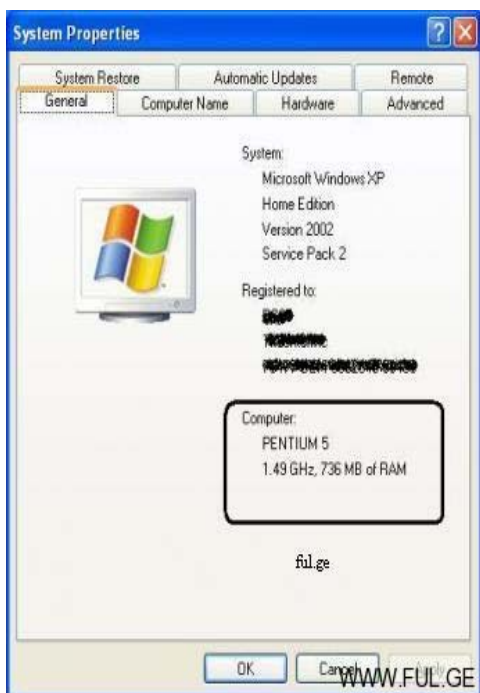 System Properties
System Restore Automatic Updates Remote
General Computer Name Hardware Advanced
System:
Microsoft Windows XP
Home Edition
Version 2002
Service Pack 2
Registered to:
Computer:
PENTIUM 5
1.49 GHz, 736 MB of RAM
ful.ge
OK Cancel Apply
WWW.FUL.GE